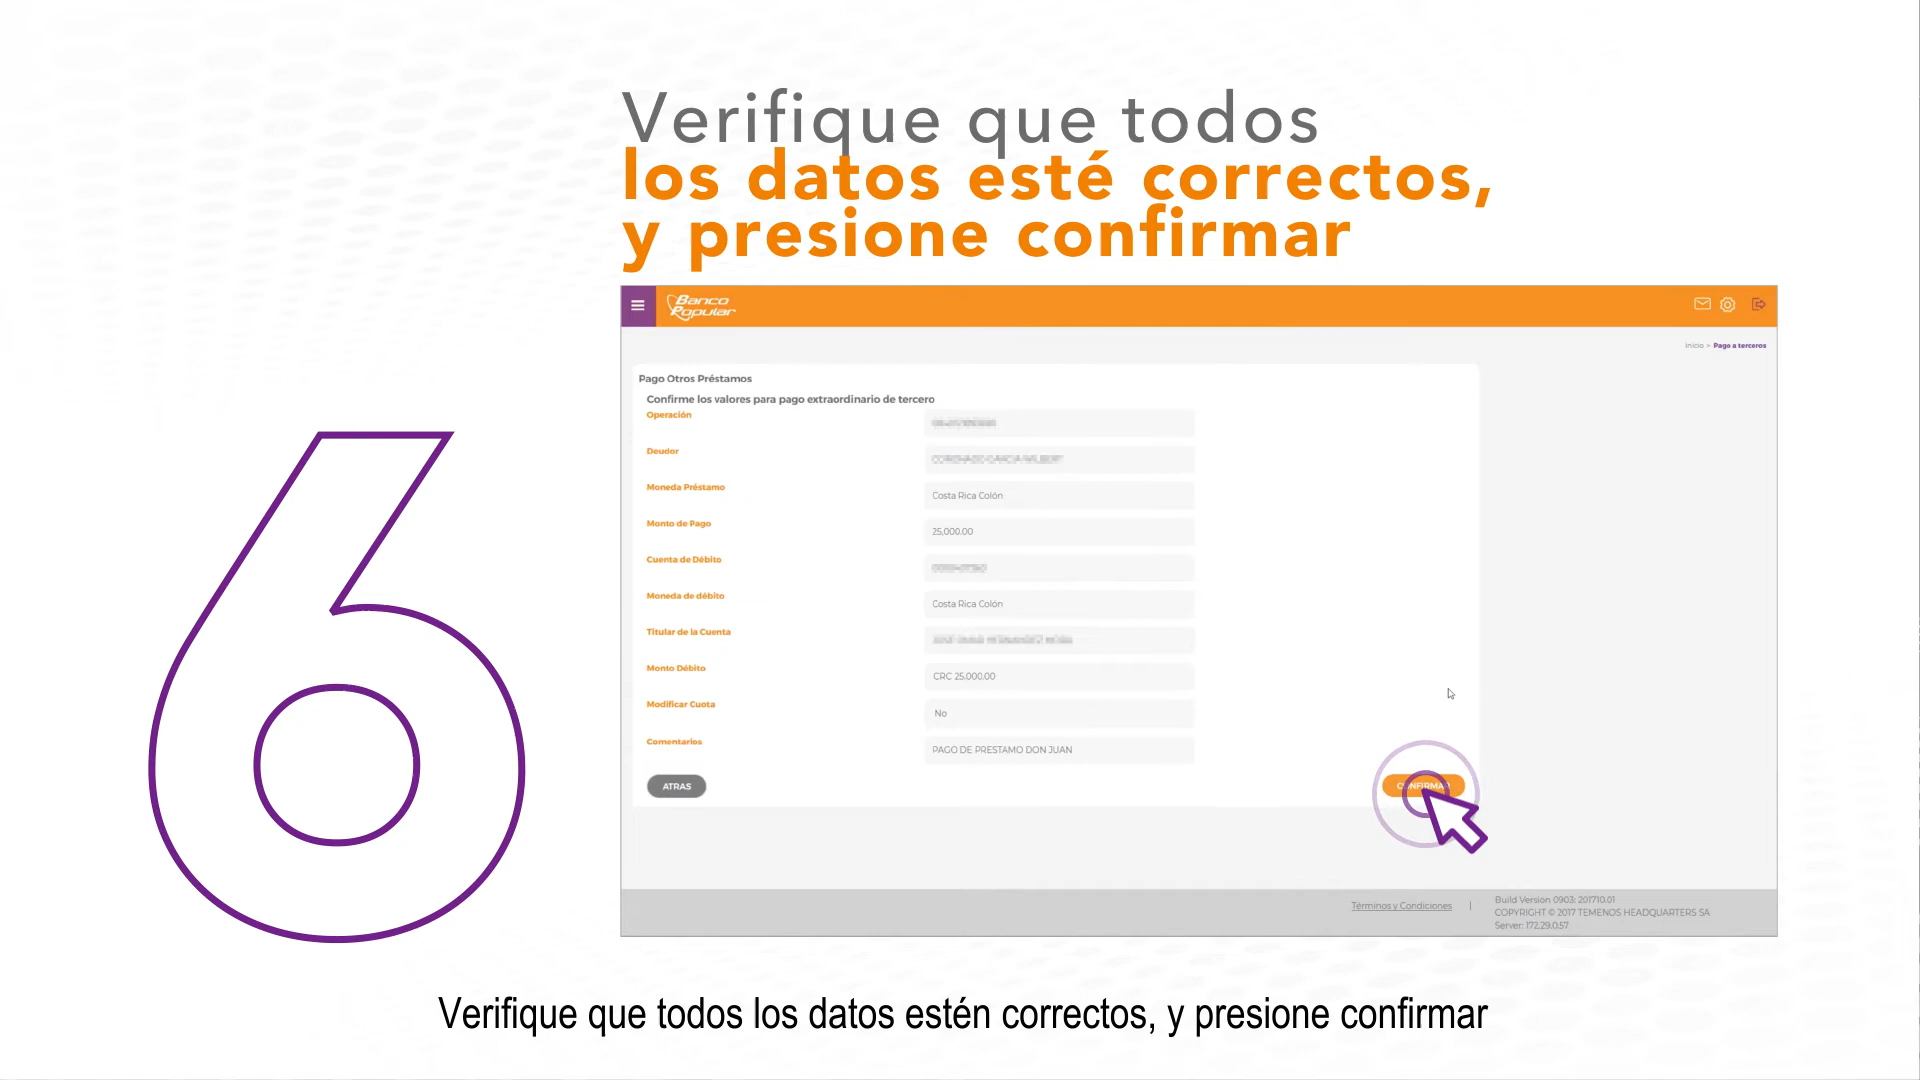 Verifique que todos
los datos esté correctos,
y presione confirmar
Banco
Popular
Inicio > Pago a terceros
Pago Otros Préstamos
Confirme los valores para pago extraordinario de tercero
Operación
Deudor
Moneda Préstamo
Costa Rica Colón
Monto de Pago
25,000.00
Cuenta de Débito
Moneda de débito
Costa Rica Colón
Titular de la Cuenta
Monto Débito
CRC 25.000.00
Modificar Cuota
No
Comentarios
PAGO DE PRESTAMO DON JUAN
ATRAS
CONFIRMAR
6
Términos y Condiciones |
Build Version 0903: 201710.01
COPYRIGHT © 2017 TEMENOS HEADQUARTERS SA
Server: 172.29.0.57
Verifique que todos los datos estén correctos, y presione confirmar